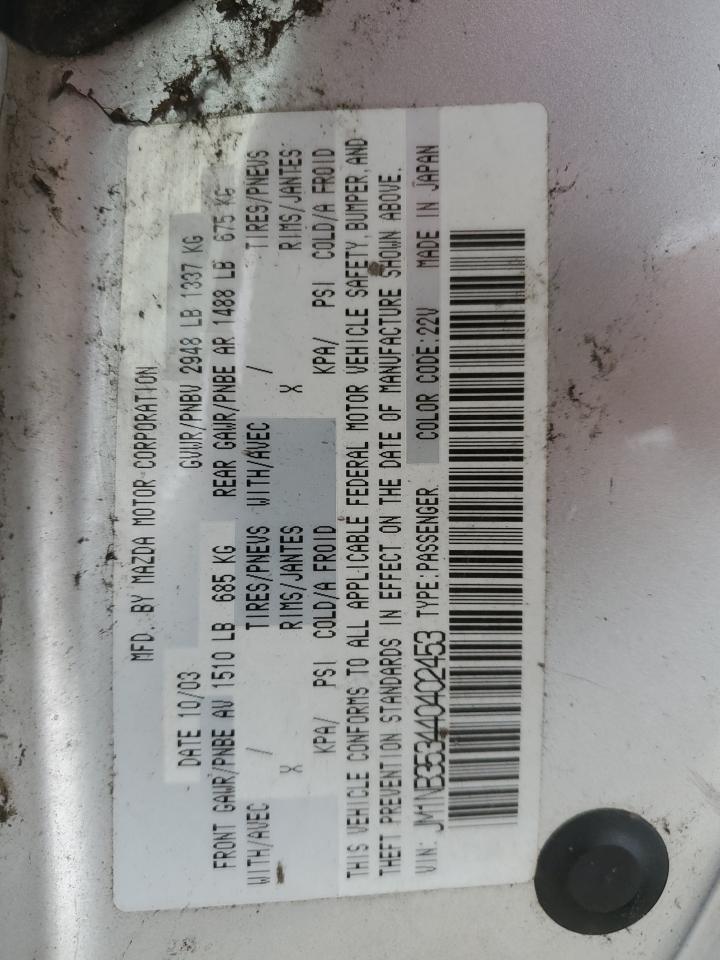 MFD. BY MAZDA MOTOR CORPORATION
DATE 10/03 GVWR/PNBV 2948 LB 1337 KG
FRONT GAWR/PNBE AV 1510 LB 685 KG REAR GAWR/PNBE AR 1488 LB 675 KG
WITH/AVEC / TIRES/PNEUS WITH/AVEC / TIRES/PNEVS
X RIMS/JANTES X RIMS/JANTES
KPA/ PSI COLD/A FROID KPA/ PSI COLD/A FROID
THIS VEHICLE CONFORMS TO ALL APPLICABLE FEDERAL MOTOR VEHICLE SAFETY, BUMPER, AND
THEFT PREVENTION STANDARDS IN EFFECT ON THE DATE OF MANUFACTURE SHOWN ABOVE.
VIN: JM1NB353440402453 TYPE:PASSENGER COLOR CODE:22V MADE IN JAPAN